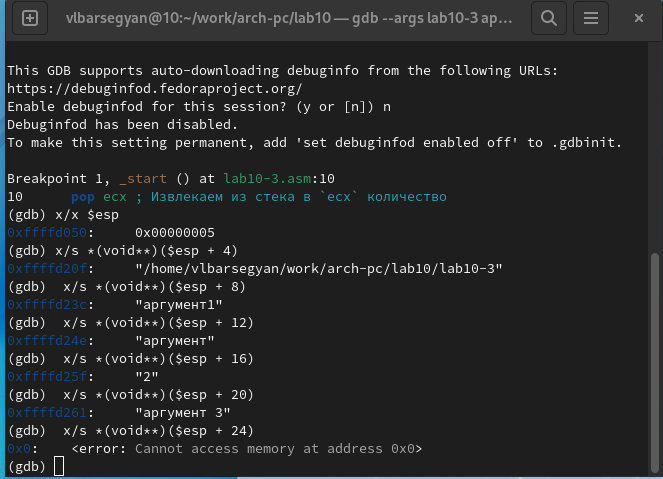 vlbarsegyan@10:~/work/arch-pc/lab10 — gdb --args lab10-3 ap...
This GDB supports auto-downloading debuginfo from the following URLs:
https://debuginfod.fedoraproject.org/
Enable debuginfod for this session? (y or [n]) n
Debuginfod has been disabled.
To make this setting permanent, add 'set debuginfod enabled off' to .gdbinit.
Breakpoint 1, _start () at lab10-3.asm:10
10 pop ecx ; Извлекаем из стека в `ecx` количество
(gdb) x/x $esp
0xffffd050: 0x00000005
(gdb) x/s *(void**)($esp + 4)
0xffffd20f: "/home/vlbarsegyan/work/arch-pc/lab10/lab10-3"
(gdb) x/s *(void**)($esp + 8)
0xffffd23c: "аргумент1"
(gdb) x/s *(void**)($esp + 12)
0xffffd24e: "аргумент"
(gdb) x/s *(void**)($esp + 16)
0xffffd25f: "2"
(gdb) x/s *(void**)($esp + 20)
0xffffd261: "аргумент 3"
(gdb) x/s *(void**)($esp + 24)
0x0: <error: Cannot access memory at address 0x0>
(gdb)